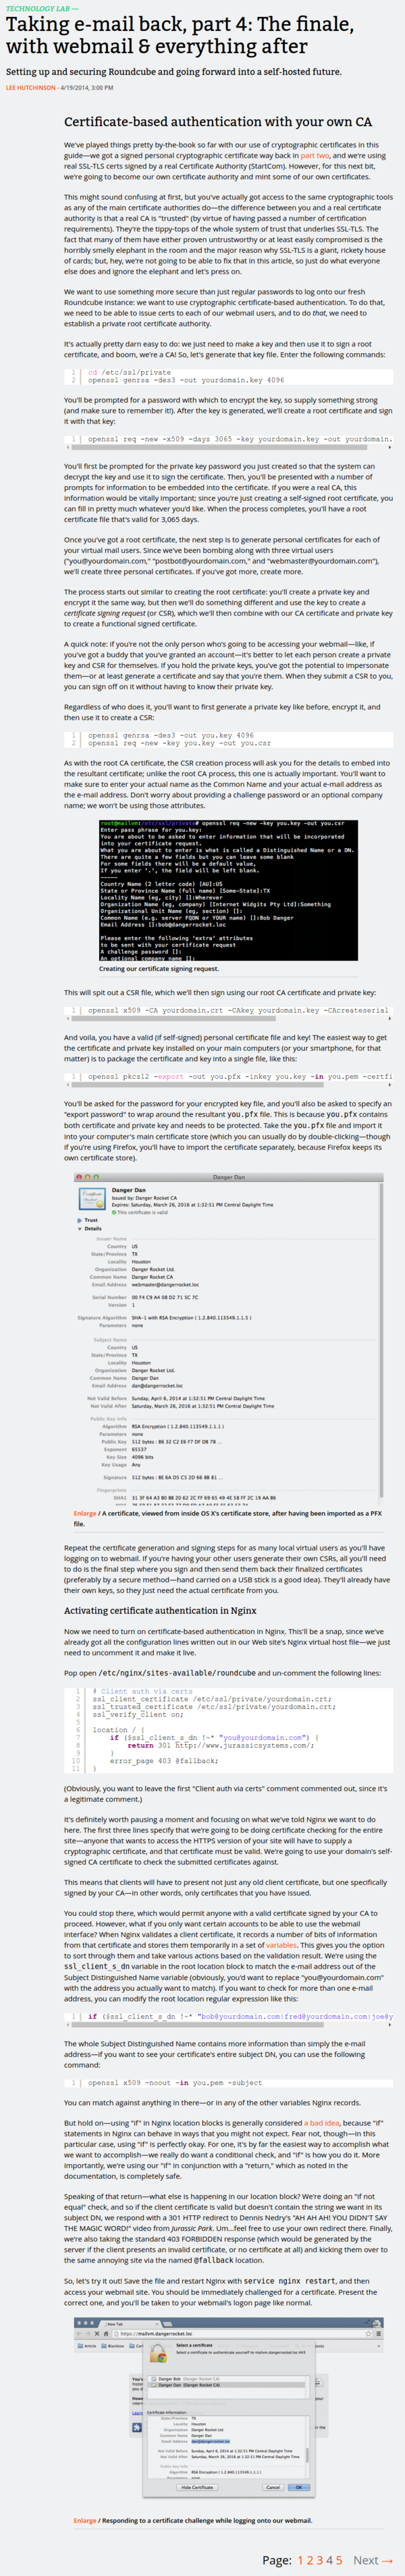 TECHNOLOGY LAB —
Taking e-mail back, part 4: The finale,
with webmail & everything after
Setting up and securing Roundcube and going forward into a self-hosted future.
LEE HUTCHINSON - 4/19/2014, 3:00 PM
Certificate-based authentication with your own CA
We've played things pretty by-the-book so far with our use of cryptographic certificates in this
guide—we got a signed personal cryptographic certificate way back in part two, and we're using
real SSL-TLS certs signed by a real Certificate Authority (StartCom). However, for this next bit,
we're going to become our own certificate authority and mint some of our own certificates.
This might sound confusing at first, but you've actually got access to the same cryptographic tools
as any of the main certificate authorities do—the difference between you and a real certificate
authority is that a real CA is "trusted" (by virtue of having passed a number of certification
requirements). They're the tippy-tops of the whole system of trust that underlies SSL-TLS. The
fact that many of them have either proven untrustworthy or at least easily compromised is the
horribly smelly elephant in the room and the major reason why SSL-TLS is a giant, rickety house
of cards; but, hey, we're not going to be able to fix that in this article, so just do what everyone
else does and ignore the elephant and let's press on.
We want to use something more secure than just regular passwords to log onto our fresh
Roundcube instance: we want to use cryptographic certificate-based authentication. To do that,
we need to be able to issue certs to each of our webmail users, and to do that, we need to
establish a private root certificate authority.
It's actually pretty darn easy to do: we just need to make a key and then use it to sign a root
certificate, and boom, we're a CA! So, let's generate that key file. Enter the following commands:
1 cd /etc/ssl/private
2 openssl genrsa -des3 -out yourdomain.key 4096
You'll be prompted for a password with which to encrypt the key, so supply something strong
(and make sure to remember it!). After the key is generated, we'll create a root certificate and sign
it with that key:
1 openssl req -new -x509 -days 3065 -key yourdomain.key -out yourdomain.
You'll first be prompted for the private key password you just created so that the system can
decrypt the key and use it to sign the certificate. Then, you'll be presented with a number of
prompts for information to be embedded into the certificate. If you were a real CA, this
information would be vitally important; since you're just creating a self-signed root certificate, you
can fill in pretty much whatever you'd like. When the process completes, you'll have a root
certificate file that's valid for 3,065 days.
Once you've got a root certificate, the next step is to generate personal certificates for each of
your virtual mail users. Since we've been bombing along with three virtual users
("you@yourdomain.com," "postbot@yourdomain.com," and "webmaster@yourdomain.com"),
we'll create three personal certificates. If you've got more, create more.
The process starts out similar to creating the root certificate: you'll create a private key and
encrypt it the same way, but then we'll do something different and use the key to create a
certificate signing request (or CSR), which we'll then combine with our CA certificate and private key
to create a functional signed certificate.
A quick note: if you're not the only person who's going to be accessing your webmail—like, if
you've got a buddy that you've granted an account—it's better to let each person create a private
key and CSR for themselves. If you hold the private keys, you've got the potential to impersonate
them—or at least generate a certificate and say that you're them. When they submit a CSR to you,
you can sign off on it without having to know their private key.
Regardless of who does it, you'll want to first generate a private key like before, encrypt it, and
then use it to create a CSR:
1 openssl genrsa -des3 -out you.key 4096
2 openssl req -new -key you.key -out you.csr
As with the root CA certificate, the CSR creation process will ask you for the details to embed into
the resultant certificate; unlike the root CA process, this one is actually important. You'll want to
make sure to enter your actual name as the Common Name and your actual e-mail address as
the e-mail address. Don't worry about providing a challenge password or an optional company
name; we won't be using those attributes.
root@mailvm:/etc/ssl/private# openssl req -new -key you.key -out you.csr
Enter pass phrase for you.key:
You are about to be asked to enter information that will be incorporated
into your certificate request.
What you are about to enter is what is called a Distinguished Name or a DN.
There are quite a few fields but you can leave some blank
For some fields there will be a default value,
If you enter '.', the field will be left blank.
-----
Country Name (2 letter code) [AU]:US
State or Province Name (full name) [Some-State]:TX
Locality Name (eg, city) []:Wherever
Organization Name (eg, company) [Internet Widgits Pty Ltd]:Something
Organizational Unit Name (eg, section) []:
Common Name (e.g. server FQDN or YOUR name) []:Bob Danger
Email Address []:bob@dangerrocket.loc
Please enter the following 'extra' attributes
to be sent with your certificate request
A challenge password []:
An optional company name []:
Creating our certificate signing request.
This will spit out a CSR file, which we'll then sign using our root CA certificate and private key:
1 openssl x509 -CA yourdomain.crt -CAkey yourdomain.key -CAcreateserial
And voila, you have a valid (if self-signed) personal certificate file and key! The easiest way to get
the certificate and private key installed on your main computers (or your smartphone, for that
matter) is to package the certificate and key into a single file, like this:
1 openssl pkcs12 -export -out you.pfx -inkey you.key -in you.pem -certfi
You'll be asked for the password for your encrypted key file, and you'll also be asked to specify an
"export password" to wrap around the resultant you.pfx file. This is because you.pfx contains
both certificate and private key and needs to be protected. Take the you.pfx file and import it
into your computer's main certificate store (which you can usually do by double-clicking—though
if you're using Firefox, you'll have to import the certificate separately, because Firefox keeps its
own certificate store).
Danger Dan
Danger Dan
Issued by: Danger Rocket CA
Expires: Saturday, March 26, 2016 at 1:32:51 PM Central Daylight Time
This certificate is valid
Trust
Details
Issuer Name
Country US
State/Province TX
Locality Houston
Organization Danger Rocket Ltd.
Common Name Danger Rocket CA
Email Address webmaster@dangerrocket.loc
Serial Number 00 F4 C9 A4 08 D2 71 5C 7C
Version 1
Signature Algorithm SHA-1 with RSA Encryption ( 1.2.840.113549.1.1.5 )
Parameters none
Subject Name
Country US
State/Province TX
Locality Houston
Organization Danger Rocket Ltd.
Common Name Danger Dan
Email Address dan@dangerrocket.loc
Not Valid Before Sunday, April 6, 2014 at 1:32:51 PM Central Daylight Time
Not Valid After Saturday, March 26, 2016 at 1:32:51 PM Central Daylight Time
Public Key Info
Algorithm RSA Encryption ( 1.2.840.113549.1.1.1 )
Parameters none
Public Key 512 bytes : B6 32 C2 E6 F7 DF DB 78 ...
Exponent 65537
Key Size 4096 bits
Key Usage Any
Signature 512 bytes : BE 6A D5 C5 2D 66 8B 81 ...
Fingerprints
SHA1 31 3F 64 A3 80 8B 20 62 2C FF 69 65 49 4E 58 FF 2C 19 AA 86
Enlarge / A certificate, viewed from inside OS X's certificate store, after having been imported as a PFX
file.
Repeat the certificate generation and signing steps for as many local virtual users as you'll have
logging on to webmail. If you're having your other users generate their own CSRs, all you'll need
to do is the final step where you sign and then send them back their finalized certificates
(preferably by a secure method—hand carried on a USB stick is a good idea). They'll already have
their own keys, so they just need the actual certificate from you.
Activating certificate authentication in Nginx
Now we need to turn on certificate-based authentication in Nginx. This'll be a snap, since we've
already got all the configuration lines written out in our Web site's Nginx virtual host file—we just
need to uncomment it and make it live.
Pop open /etc/nginx/sites-available/roundcube and un-comment the following lines:
1 # Client auth via certs
2 ssl_client_certificate /etc/ssl/private/yourdomain.crt;
3 ssl_trusted_certificate /etc/ssl/private/yourdomain.crt;
4 ssl_verify_client on;
5
6 location / {
7 if ($ssl_client_s_dn !~* "you@yourdomain.com") {
8 return 301 http://www.jurassicsystems.com/;
9 }
10 error_page 403 @fallback;
11 }
(Obviously, you want to leave the first "Client auth via certs" comment commented out, since it's
a legitimate comment.)
It's definitely worth pausing a moment and focusing on what we've told Nginx we want to do
here. The first three lines specify that we're going to be doing certificate checking for the entire
site—anyone that wants to access the HTTPS version of your site will have to supply a
cryptographic certificate, and that certificate must be valid. We're going to use your domain's self-
signed CA certificate to check the submitted certificates against.
This means that clients will have to present not just any old client certificate, but one specifically
signed by your CA—in other words, only certificates that you have issued.
You could stop there, which would permit anyone with a valid certificate signed by your CA to
proceed. However, what if you only want certain accounts to be able to use the webmail
interface? When Nginx validates a client certificate, it records a number of bits of information
from that certificate and stores them temporarily in a set of variables. This gives you the option
to sort through them and take various actions based on the validation result. We're using the
ssl_client_s_dn variable in the root location block to match the e-mail address out of the
Subject Distinguished Name variable (obviously, you'd want to replace "you@yourdomain.com"
with the address you actually want to match). If you want to check for more than one e-mail
address, you can modify the root location regular expression like this:
1 if ($ssl_client_s_dn !~* "bob@yourdomain.com|fred@yourdomain.com|joe@y
The whole Subject Distinguished Name contains more information than simply the e-mail
address—if you want to see your certificate's entire subject DN, you can use the following
command:
1 openssl x509 -noout -in you.pem -subject
You can match against anything in there—or in any of the other variables Nginx records.
But hold on—using "if" in Nginx location blocks is generally considered a bad idea, because "if"
statements in Nginx can behave in ways that you might not expect. Fear not, though—in this
particular case, using "if" is perfectly okay. For one, it's by far the easiest way to accomplish what
we want to accomplish—we really do want a conditional check, and "if" is how you do it. More
importantly, we're using our "if" in conjunction with a "return," which as noted in the
documentation, is completely safe.
Speaking of that return—what else is happening in our location block? We're doing an "if not
equal" check, and so if the client certificate is valid but doesn't contain the string we want in its
subject DN, we respond with a 301 HTTP redirect to Dennis Nedry's "AH AH AH! YOU DIDN'T SAY
THE MAGIC WORD!" video from Jurassic Park. Um...feel free to use your own redirect there. Finally,
we're also taking the standard 403 FORBIDDEN response (which would be generated by the
server if the client presents an invalid certificate, or no certificate at all) and kicking them over to
the same annoying site via the named @fallback location.
So, let's try it out! Save the file and restart Nginx with service nginx restart, and then
access your webmail site. You should be immediately challenged for a certificate. Present the
correct one, and you'll be taken to your webmail's logon page like normal.
New Tab
https://mailvm.dangerrocket.loc
Select a certificate
Select a certificate to authenticate yourself to mailvm.dangerrocket.loc:443
Danger Bob (Danger Rocket CA)
Danger Dan (Danger Rocket CA)
Certificate Information:
State/Province TX
Locality Houston
Organization Danger Rocket Ltd.
Common Name Danger Dan
Email Address dan@dangerrocket.loc
Not Valid Before Sunday, April 6, 2014 at 1:32:51 PM Central Daylight Time
Not Valid After Saturday, March 26, 2016 at 1:32:51 PM Central Daylight Time
Public Key Info
Algorithm RSA Encryption ( 1.2.840.113549.1.1.1 )
Hide Certificate Cancel OK
Enlarge / Responding to a certificate challenge while logging onto our webmail.
Page: 1 2 3 4 5 Next →